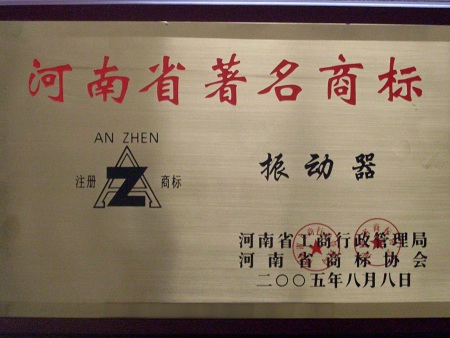 河南省著名商标
AN ZHEN
注册 AZ 商标
振动器
河南省工商行政管理局
河南省商标协会
二〇〇五年八月八日